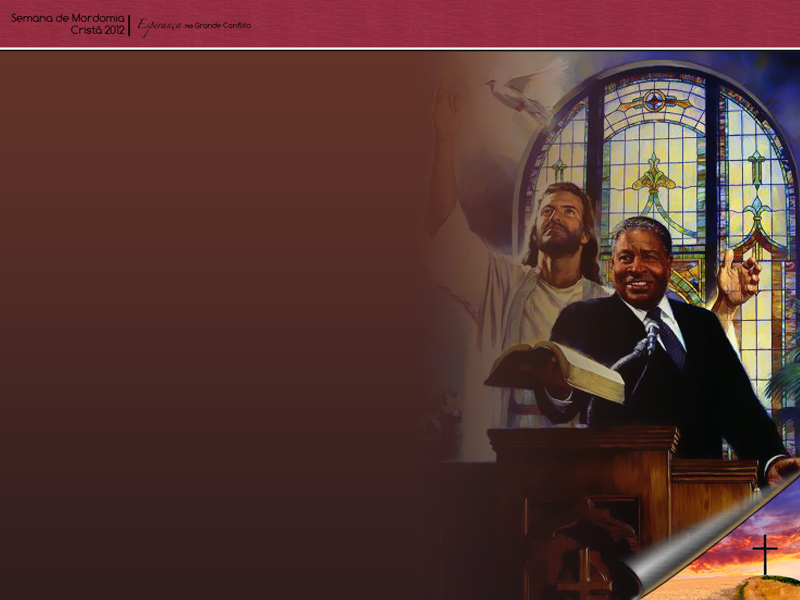 Semana de Mordomia
Cristã 2012
Esperança no Grande Conflito